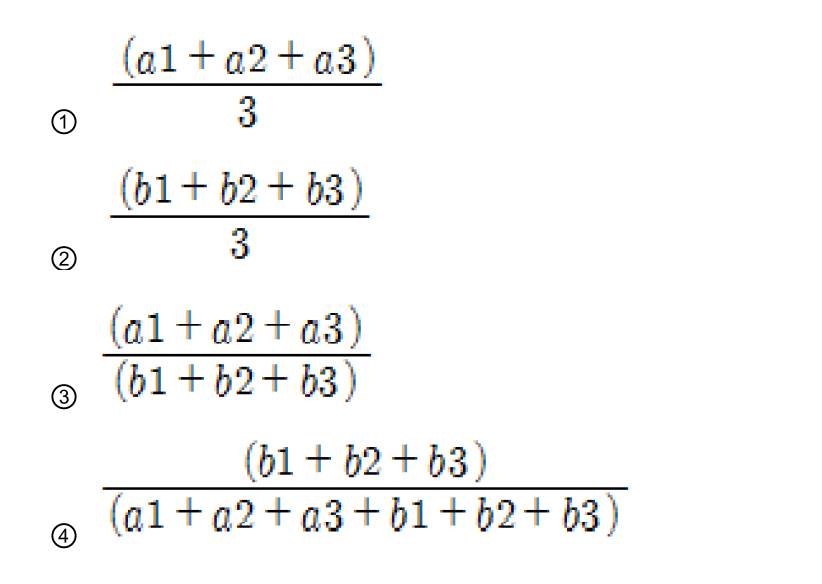 ① (a1+a2+a3)/3
② (b1+b2+b3)/3
③ (a1+a2+a3)/(b1+b2+b3)
④ (b1+b2+b3)/(a1+a2+a3+b1+b2+b3)